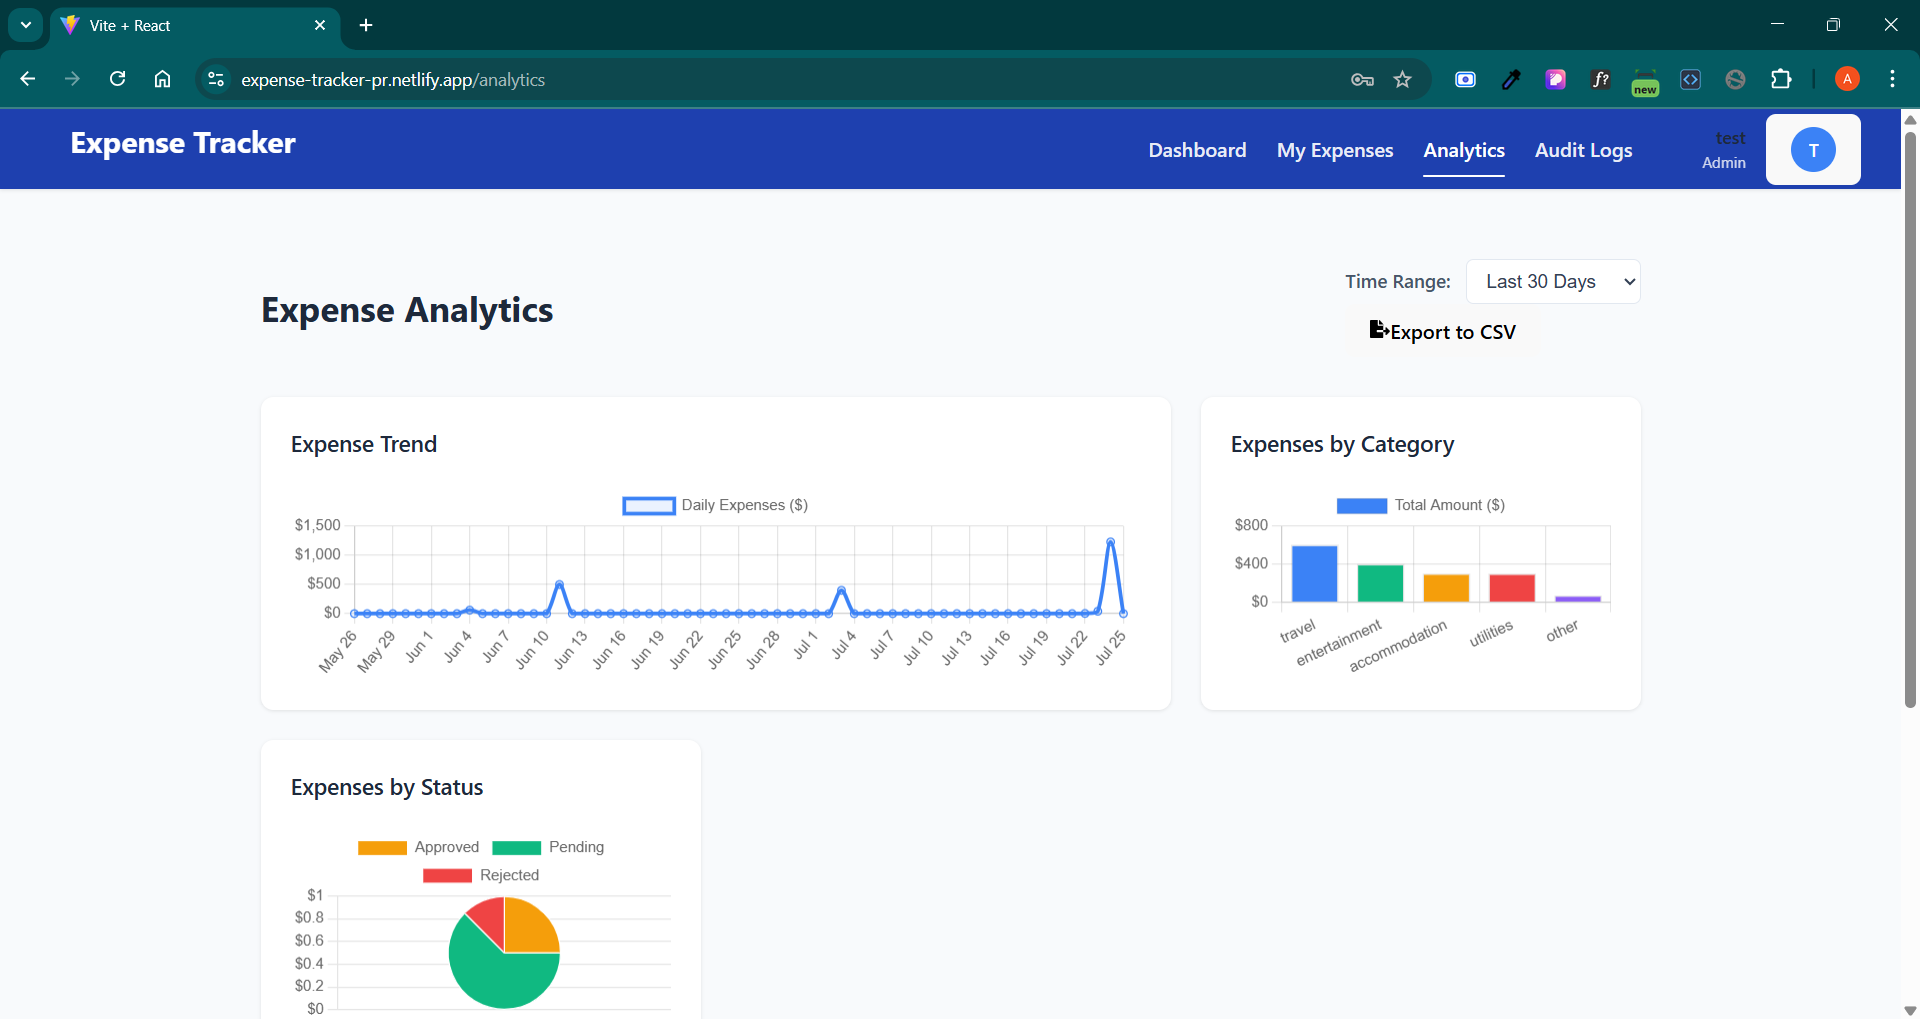 Vite + React
expense-tracker-pr.netlify.app/analytics
new
A
Expense Tracker
Dashboard
My Expenses
Analytics
Audit Logs
test
Admin
T
Expense Analytics
Time Range:
Last 30 Days
Export to CSV
Expense Trend
Daily Expenses ($)
$1,500
$1,000
$500
$0
May 26
May 29
Jun 1
Jun 4
Jun 7
Jun 10
Jun 13
Jun 16
Jun 19
Jun 22
Jun 25
Jun 28
Jul 1
Jul 4
Jul 7
Jul 10
Jul 13
Jul 16
Jul 19
Jul 22
Jul 25
Expenses by Category
Total Amount ($)
$800
$400
$0
travel
entertainment
accommodation
utilities
other
Expenses by Status
Approved
Pending
Rejected
$1
$0.8
$0.6
$0.4
$0.2
$0